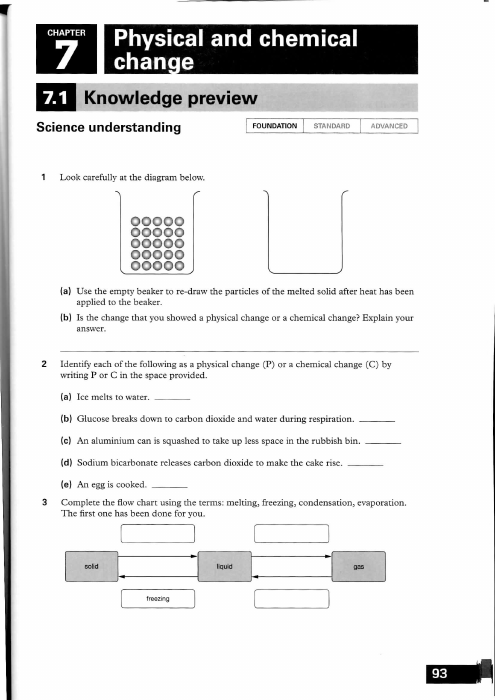 CHAPTER
7
Physical and chemical
change
7.1 Knowledge preview
Science understanding
FOUNDATION STANDARD ADVANCED
1 Look carefully at the diagram below.
(a) Use the empty beaker to re-draw the particles of the melted solid after heat has been
applied to the beaker.
(b) Is the change that you showed a physical change or a chemical change? Explain your
answer.
2 Identify each of the following as a physical change (P) or a chemical change (C) by
writing P or C in the space provided.
(a) Ice melts to water.
(b) Glucose breaks down to carbon dioxide and water during respiration.
(c) An aluminium can is squashed to take up less space in the rubbish bin.
(d) Sodium bicarbonate releases carbon dioxide to make the cake rise.
(e) An egg is cooked.
3 Complete the flow chart using the terms: melting, freezing, condensation, evaporation.
The first one has been done for you.
solid liquid gas
freezing
93